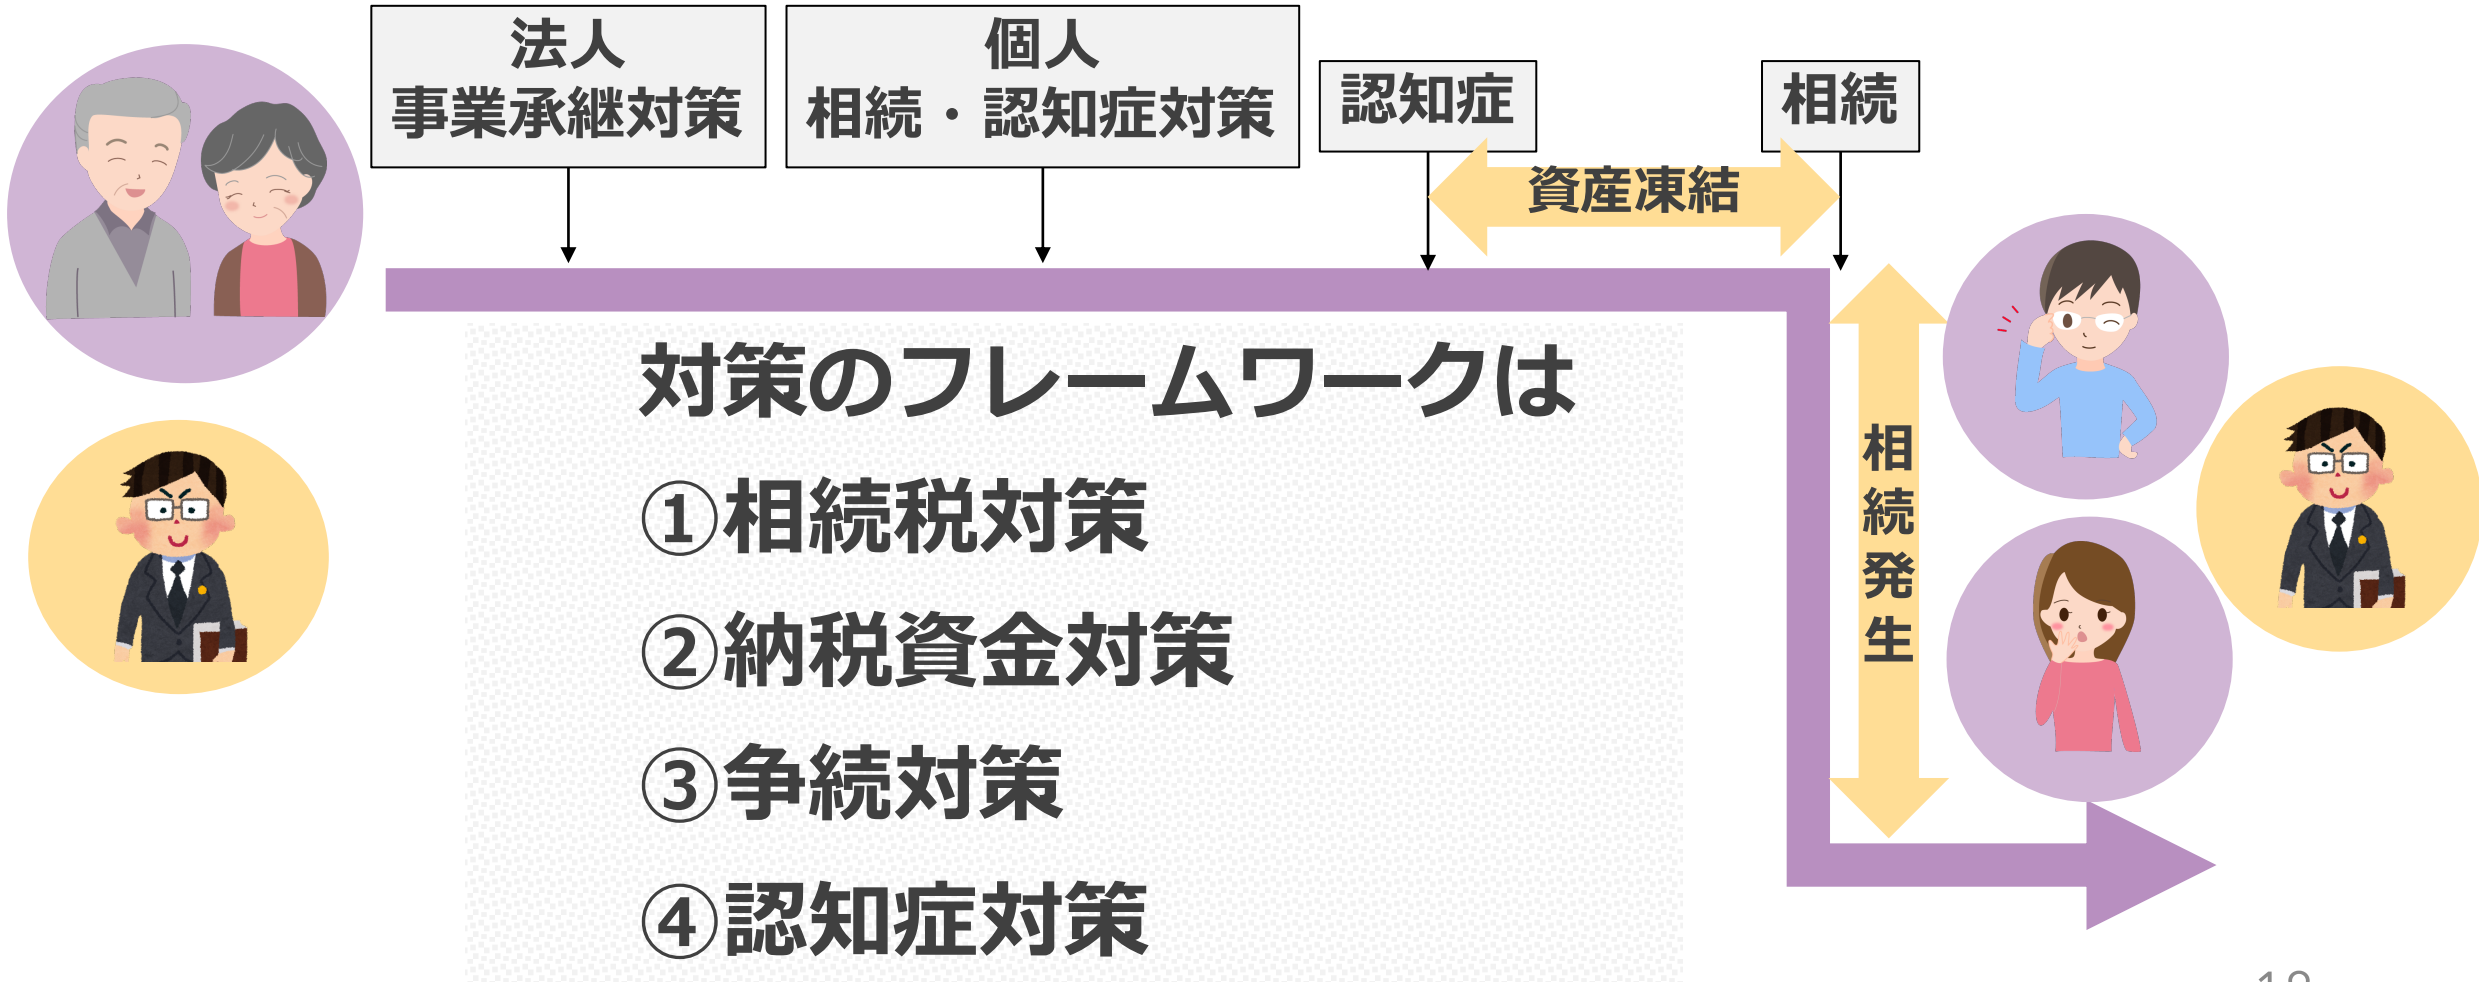 法人
事業承継対策
個人
相続・認知症対策
認知症
相続
資産凍結
対策のフレームワークは
①相続税対策
②納税資金対策
③争続対策
④認知症対策
相続発生